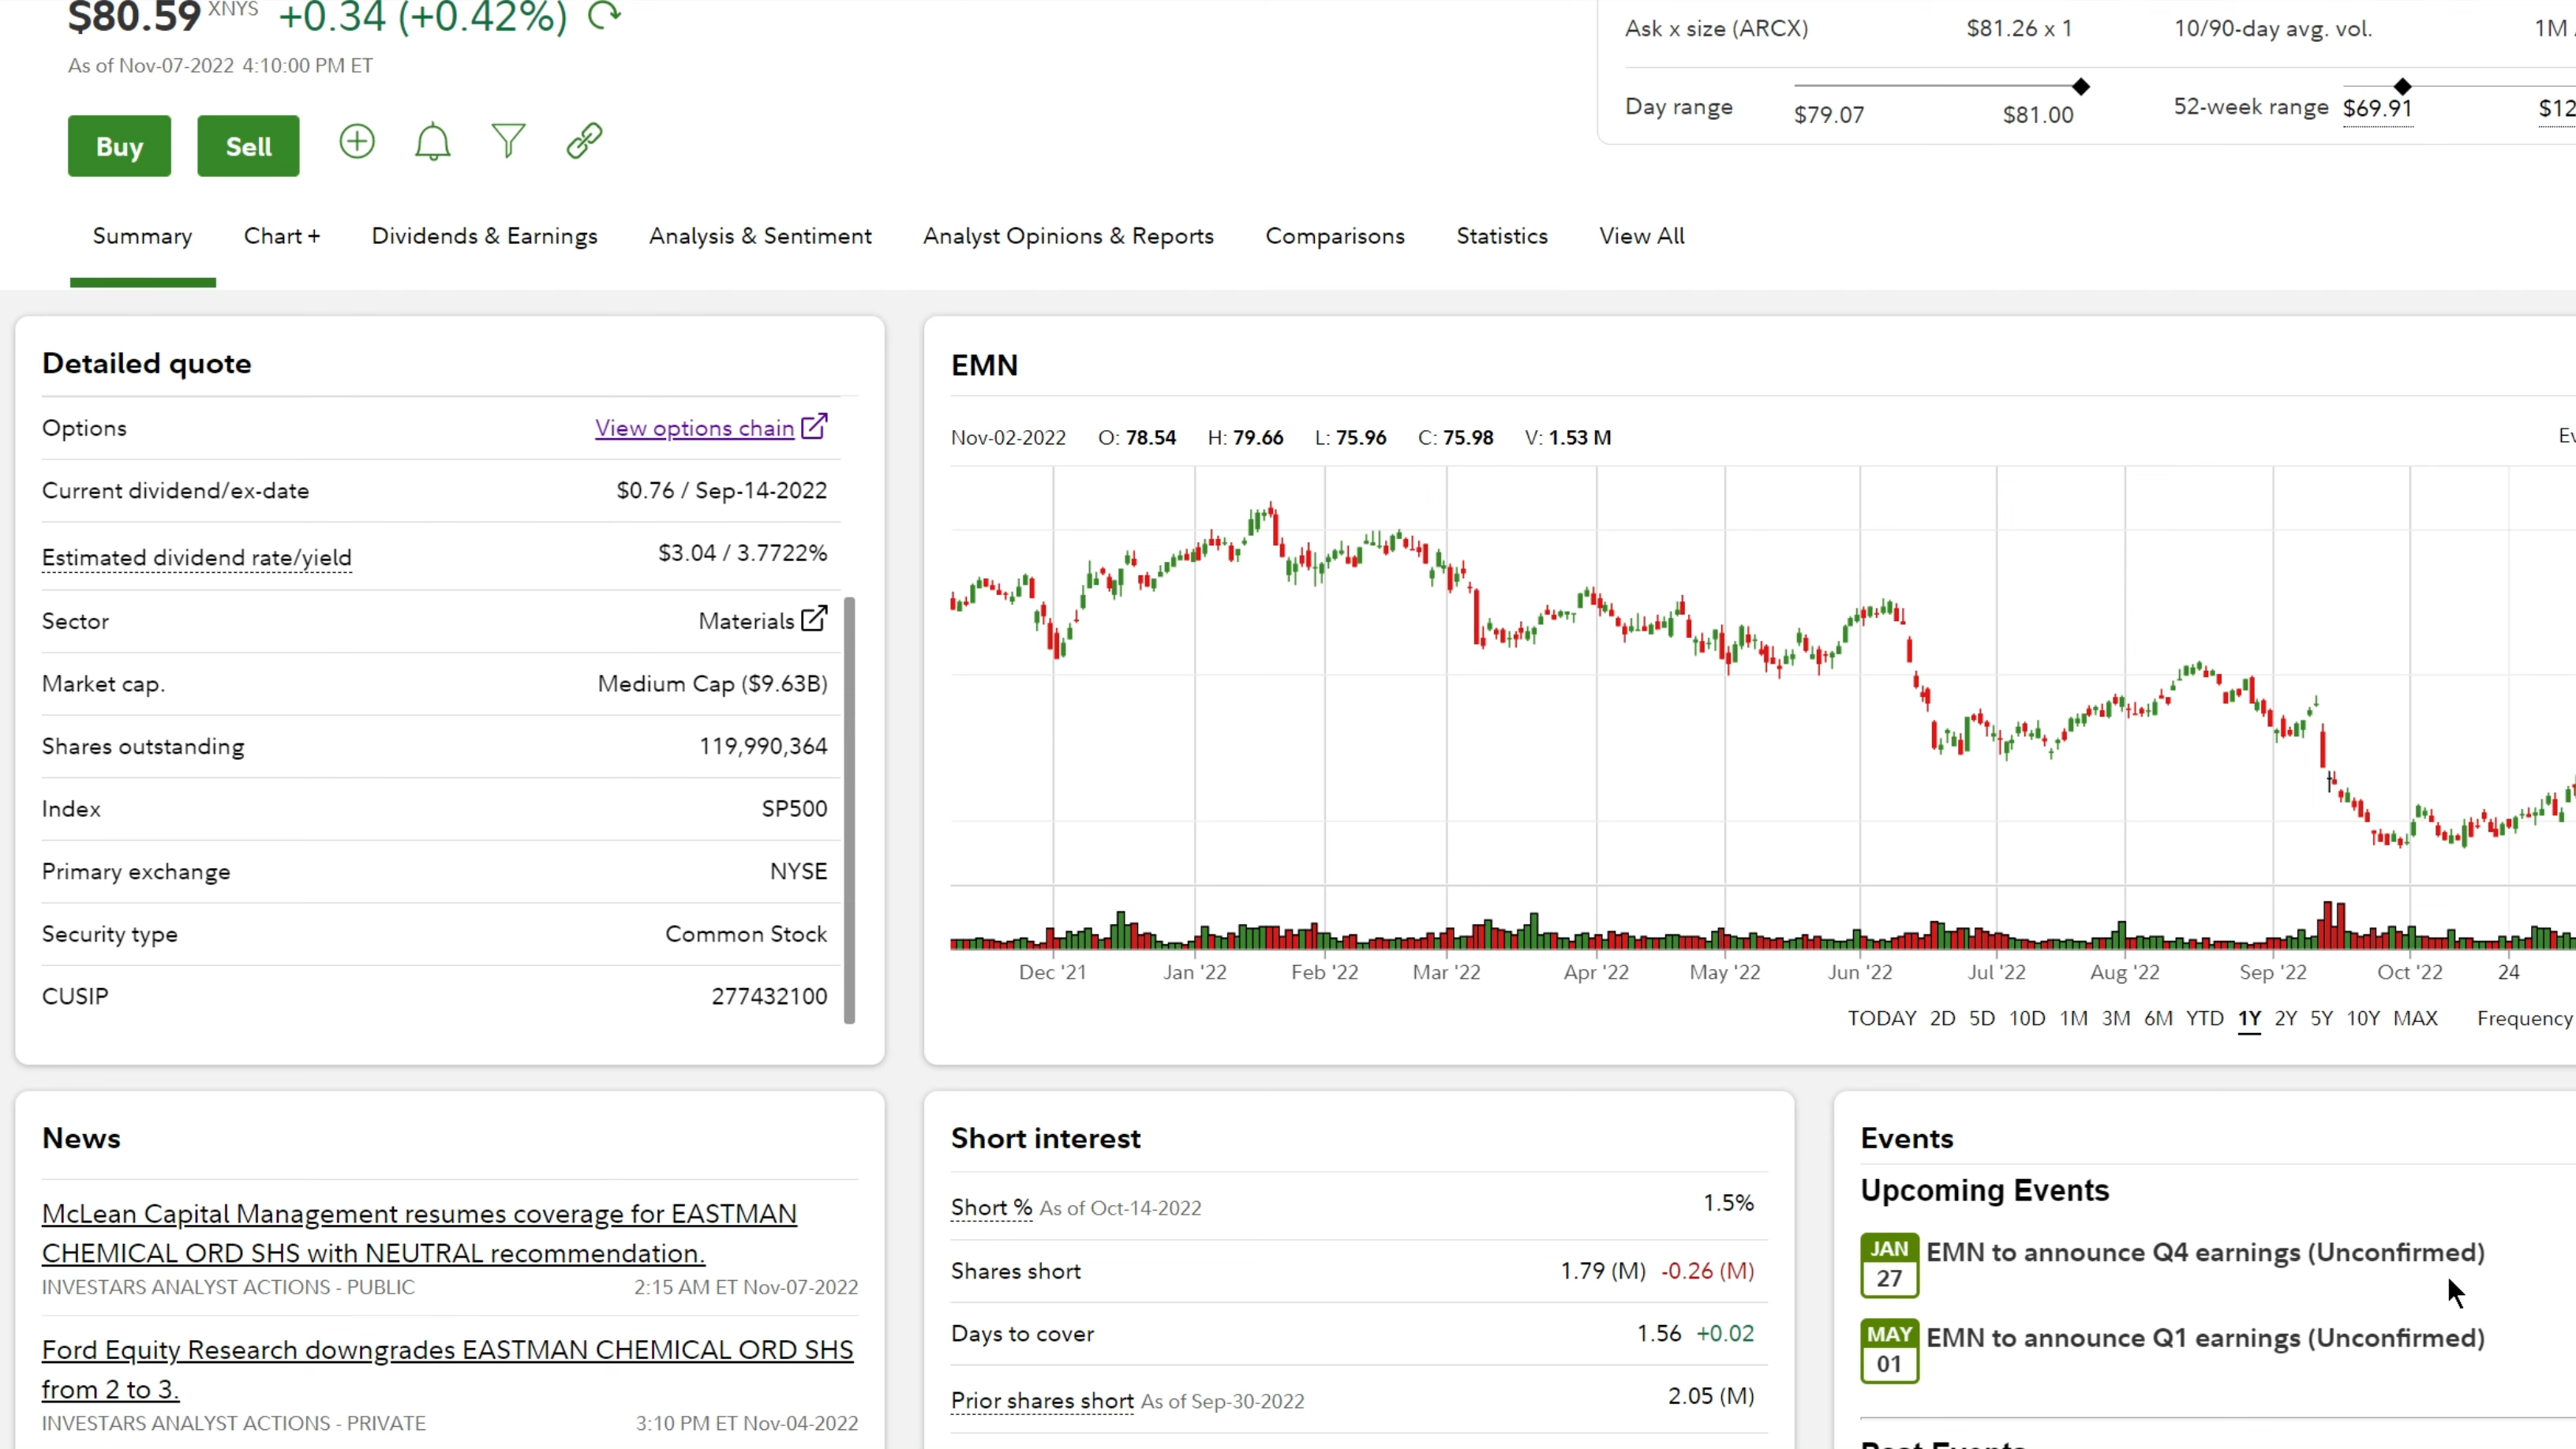 $80.59 XNYS +0.34 (+0.42%)
As of Nov-07-2022 4:10:00 PM ET
Ask x size (ARCX) $81.26 x 1 10/90-day avg. vol. 1M
Day range $79.07 $81.00 52-week range $69.91 $12
Buy Sell
Summary Chart + Dividends & Earnings Analysis & Sentiment Analyst Opinions & Reports Comparisons Statistics View All
Detailed quote
Options View options chain
Current dividend/ex-date $0.76 / Sep-14-2022
Estimated dividend rate/yield $3.04 / 3.7722%
Sector Materials
Market cap. Medium Cap ($9.63B)
Shares outstanding 119,990,364
Index SP500
Primary exchange NYSE
Security type Common Stock
CUSIP 277432100
EMN
Nov-02-2022 O: 78.54 H: 79.66 L: 75.96 C: 75.98 V: 1.53 M
Dec '21 Jan '22 Feb '22 Mar '22 Apr '22 May '22 Jun '22 Jul '22 Aug '22 Sep '22 Oct '22 24
TODAY 2D 5D 10D 1M 3M 6M YTD 1Y 2Y 5Y 10Y MAX Frequency
News
McLean Capital Management resumes coverage for EASTMAN
CHEMICAL ORD SHS with NEUTRAL recommendation.
INVESTARS ANALYST ACTIONS - PUBLIC 2:15 AM ET Nov-07-2022
Ford Equity Research downgrades EASTMAN CHEMICAL ORD SHS
from 2 to 3.
INVESTARS ANALYST ACTIONS - PRIVATE 3:10 PM ET Nov-04-2022
Short interest
Short % As of Oct-14-2022 1.5%
Shares short 1.79 (M) -0.26 (M)
Days to cover 1.56 +0.02
Prior shares short As of Sep-30-2022 2.05 (M)
Events
Upcoming Events
JAN
27
EMN to announce Q4 earnings (Unconfirmed)
MAY
01
EMN to announce Q1 earnings (Unconfirmed)